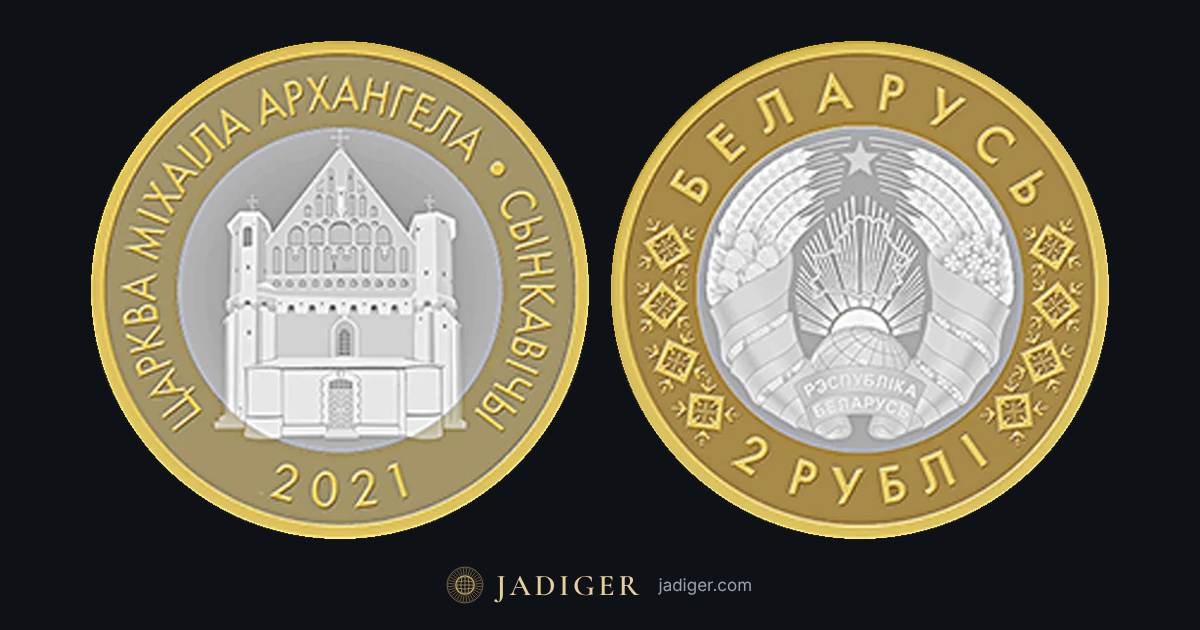 ЦАРКВА МІХАІЛА АРХАНГЕЛА • СЫНКАВІЧЫ
2021
БЕЛАРУСЬ
РЭСПУБЛІКА
БЕЛАРУСЬ
2 РУБЛІ
JADIGER jadiger.com